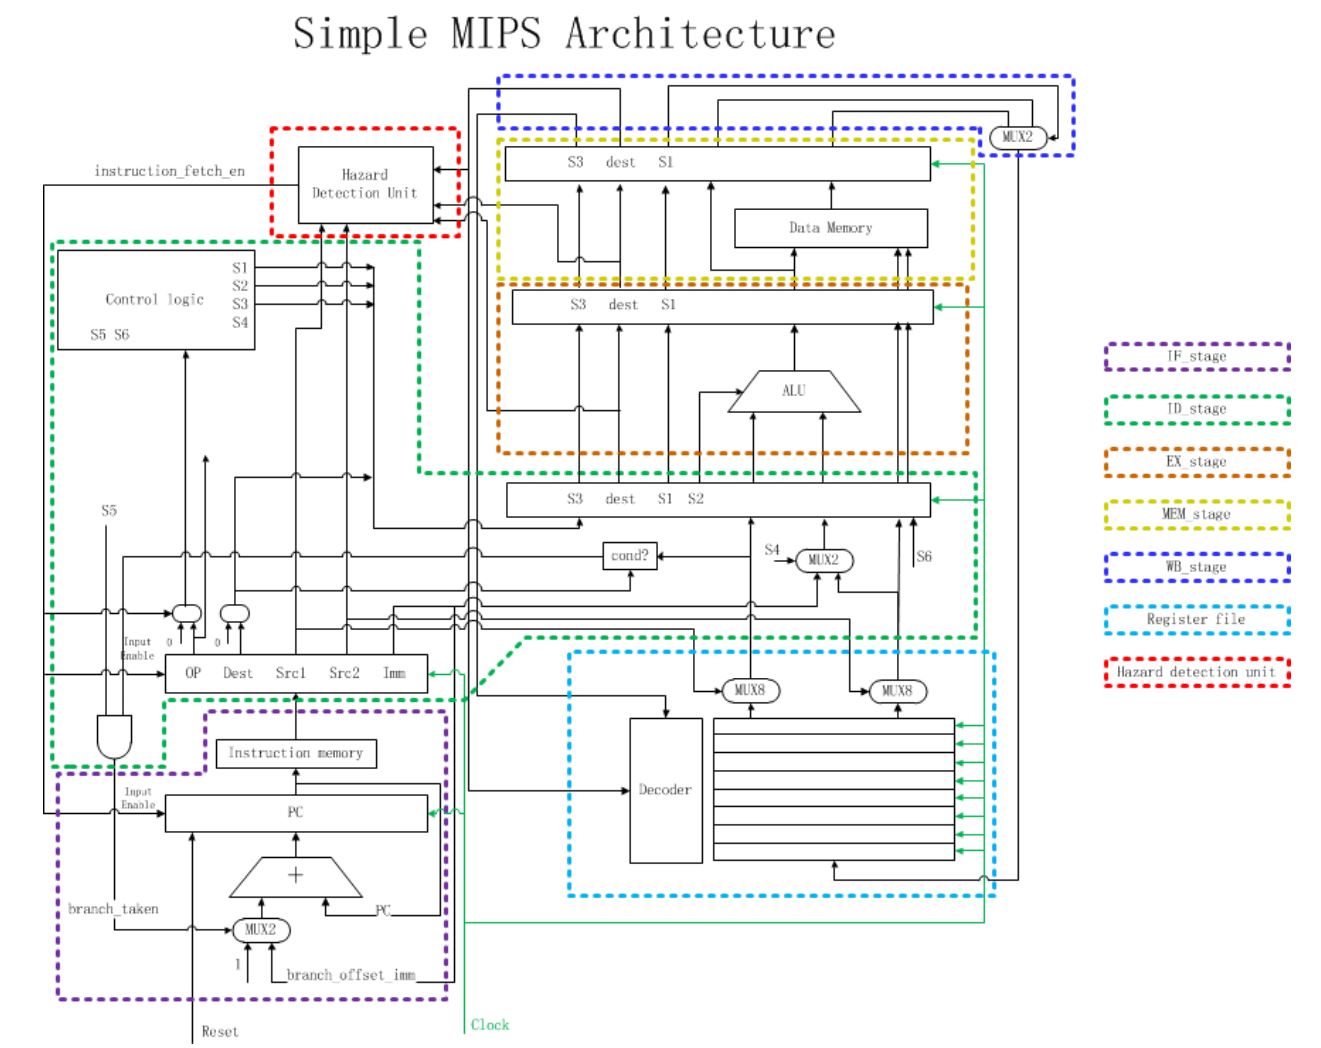 Simple MIPS Architecture
MUX2
S3 dest S1
instruction_fetch_en
Hazard
Detection Unit
Data Memory
S1
S2
S3
S4
Control logic
S5 S6
S3 dest S1
IF_stage
ALU
ID_stage
EX_stage
S3 dest S1 S2
S5
MEM_stage
cond?
S4
MUX2
S6
WB_stage
0
0
Input
Enable
Register file
OP Dest Src1 Src2 Imm
Hazard detection unit
MUX8
MUX8
Instruction memory
Input
Enable
PC
Decoder
+
PC
branch_taken
MUX2
1
branch_offset_imm
Reset
Clock